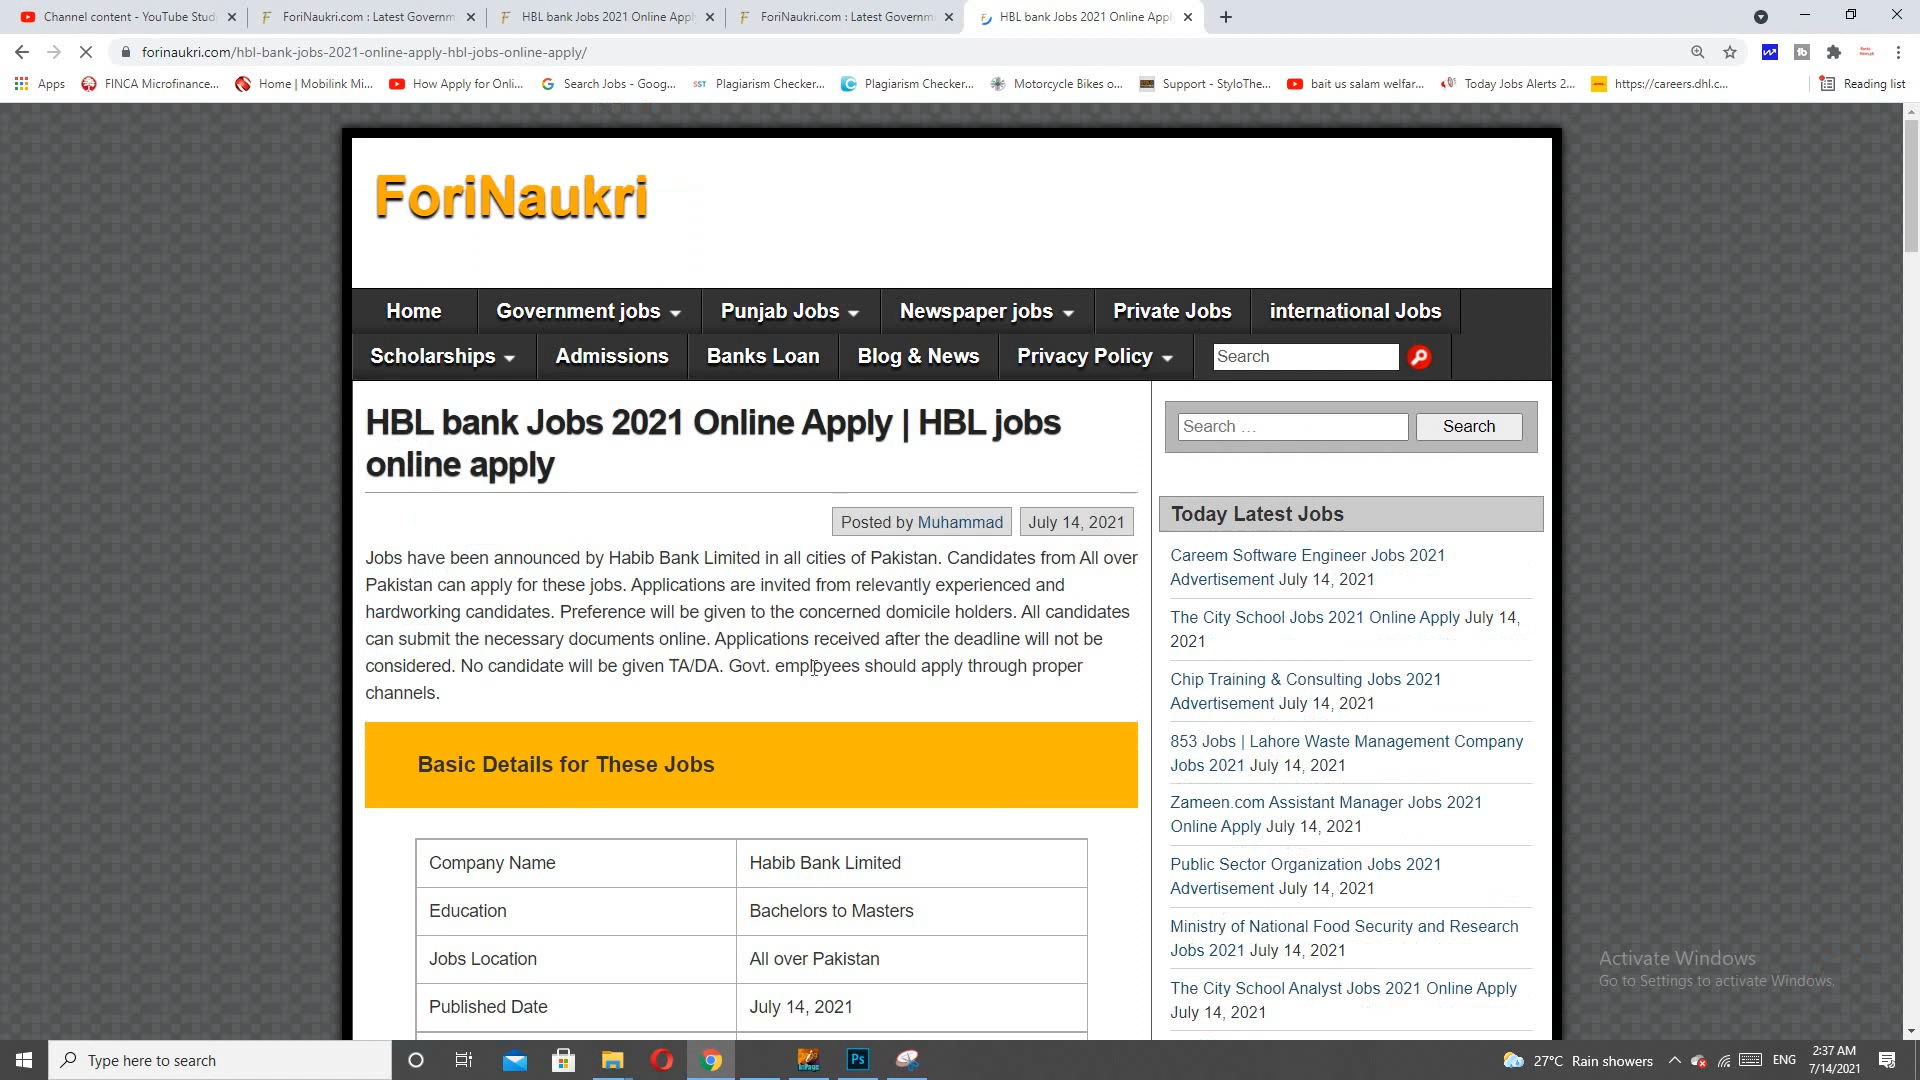 Channel content - YouTube Stud
ForiNaukri.com : Latest Governm
HBL bank Jobs 2021 Online Appl
ForiNaukri.com : Latest Governm
HBL bank Jobs 2021 Online Appl
forinaukri.com/hbl-bank-jobs-2021-online-apply-hbl-jobs-online-apply/
Apps
FINCA Microfinance...
Home | Mobilink Mi...
How Apply for Onli...
Search Jobs - Goog...
SST
Plagiarism Checker...
Plagiarism Checker...
Motorcycle Bikes o...
Support - StyloThe...
bait us salam welfar...
Today Jobs Alerts 2...
https://careers.dhl.c...
Reading list
ForiNaukri
Home
Government jobs
Punjab Jobs
Newspaper jobs
Private Jobs
international Jobs
Scholarships
Admissions
Banks Loan
Blog & News
Privacy Policy
Search
HBL bank Jobs 2021 Online Apply | HBL jobs
online apply
Posted by Muhammad
July 14, 2021
Jobs have been announced by Habib Bank Limited in all cities of Pakistan. Candidates from All over
Pakistan can apply for these jobs. Applications are invited from relevantly experienced and
hardworking candidates. Preference will be given to the concerned domicile holders. All candidates
can submit the necessary documents online. Applications received after the deadline will not be
considered. No candidate will be given TA/DA. Govt. employees should apply through proper
channels.
Basic Details for These Jobs
Company Name
Habib Bank Limited
Education
Bachelors to Masters
Jobs Location
All over Pakistan
Published Date
July 14, 2021
Search ...
Search
Today Latest Jobs
Careem Software Engineer Jobs 2021
Advertisement July 14, 2021
The City School Jobs 2021 Online Apply July 14,
2021
Chip Training & Consulting Jobs 2021
Advertisement July 14, 2021
853 Jobs | Lahore Waste Management Company
Jobs 2021 July 14, 2021
Zameen.com Assistant Manager Jobs 2021
Online Apply July 14, 2021
Public Sector Organization Jobs 2021
Advertisement July 14, 2021
Ministry of National Food Security and Research
Jobs 2021 July 14, 2021
The City School Analyst Jobs 2021 Online Apply
July 14, 2021
Activate Windows
Go to Settings to activate Windows.
Type here to search
Ps
27°C Rain showers
ENG
2:37 AM
7/14/2021